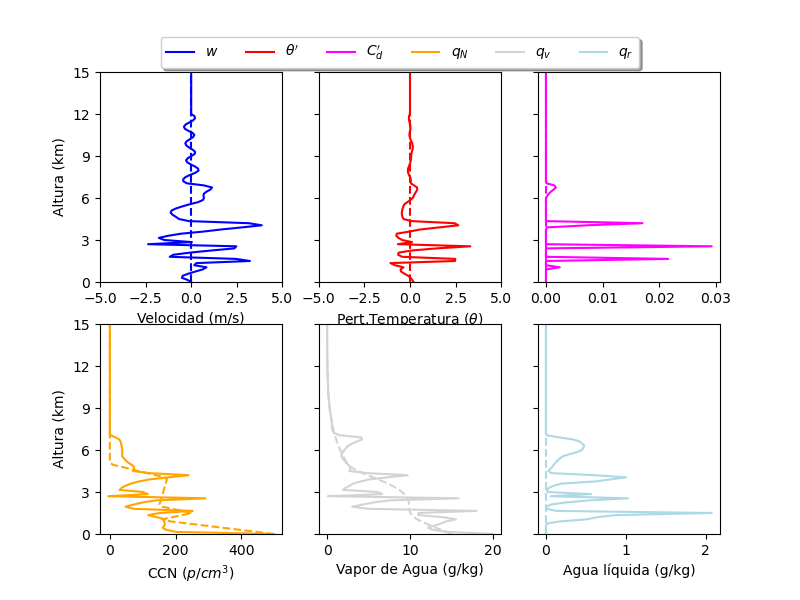 w θ′ C′d qN qv qr
15
12
9
6
3
0
Altura (km)
−5.0 −2.5 0.0 2.5 5.0
Velocidad (m/s)
−5.0 −2.5 0.0 2.5 5.0
Pert.Temperatura (θ)
0.00 0.01 0.02 0.03
15
12
9
6
3
0
Altura (km)
0 200 400
CCN (p/cm³)
0 10 20
Vapor de Agua (g/kg)
0 1 2
Agua líquida (g/kg)